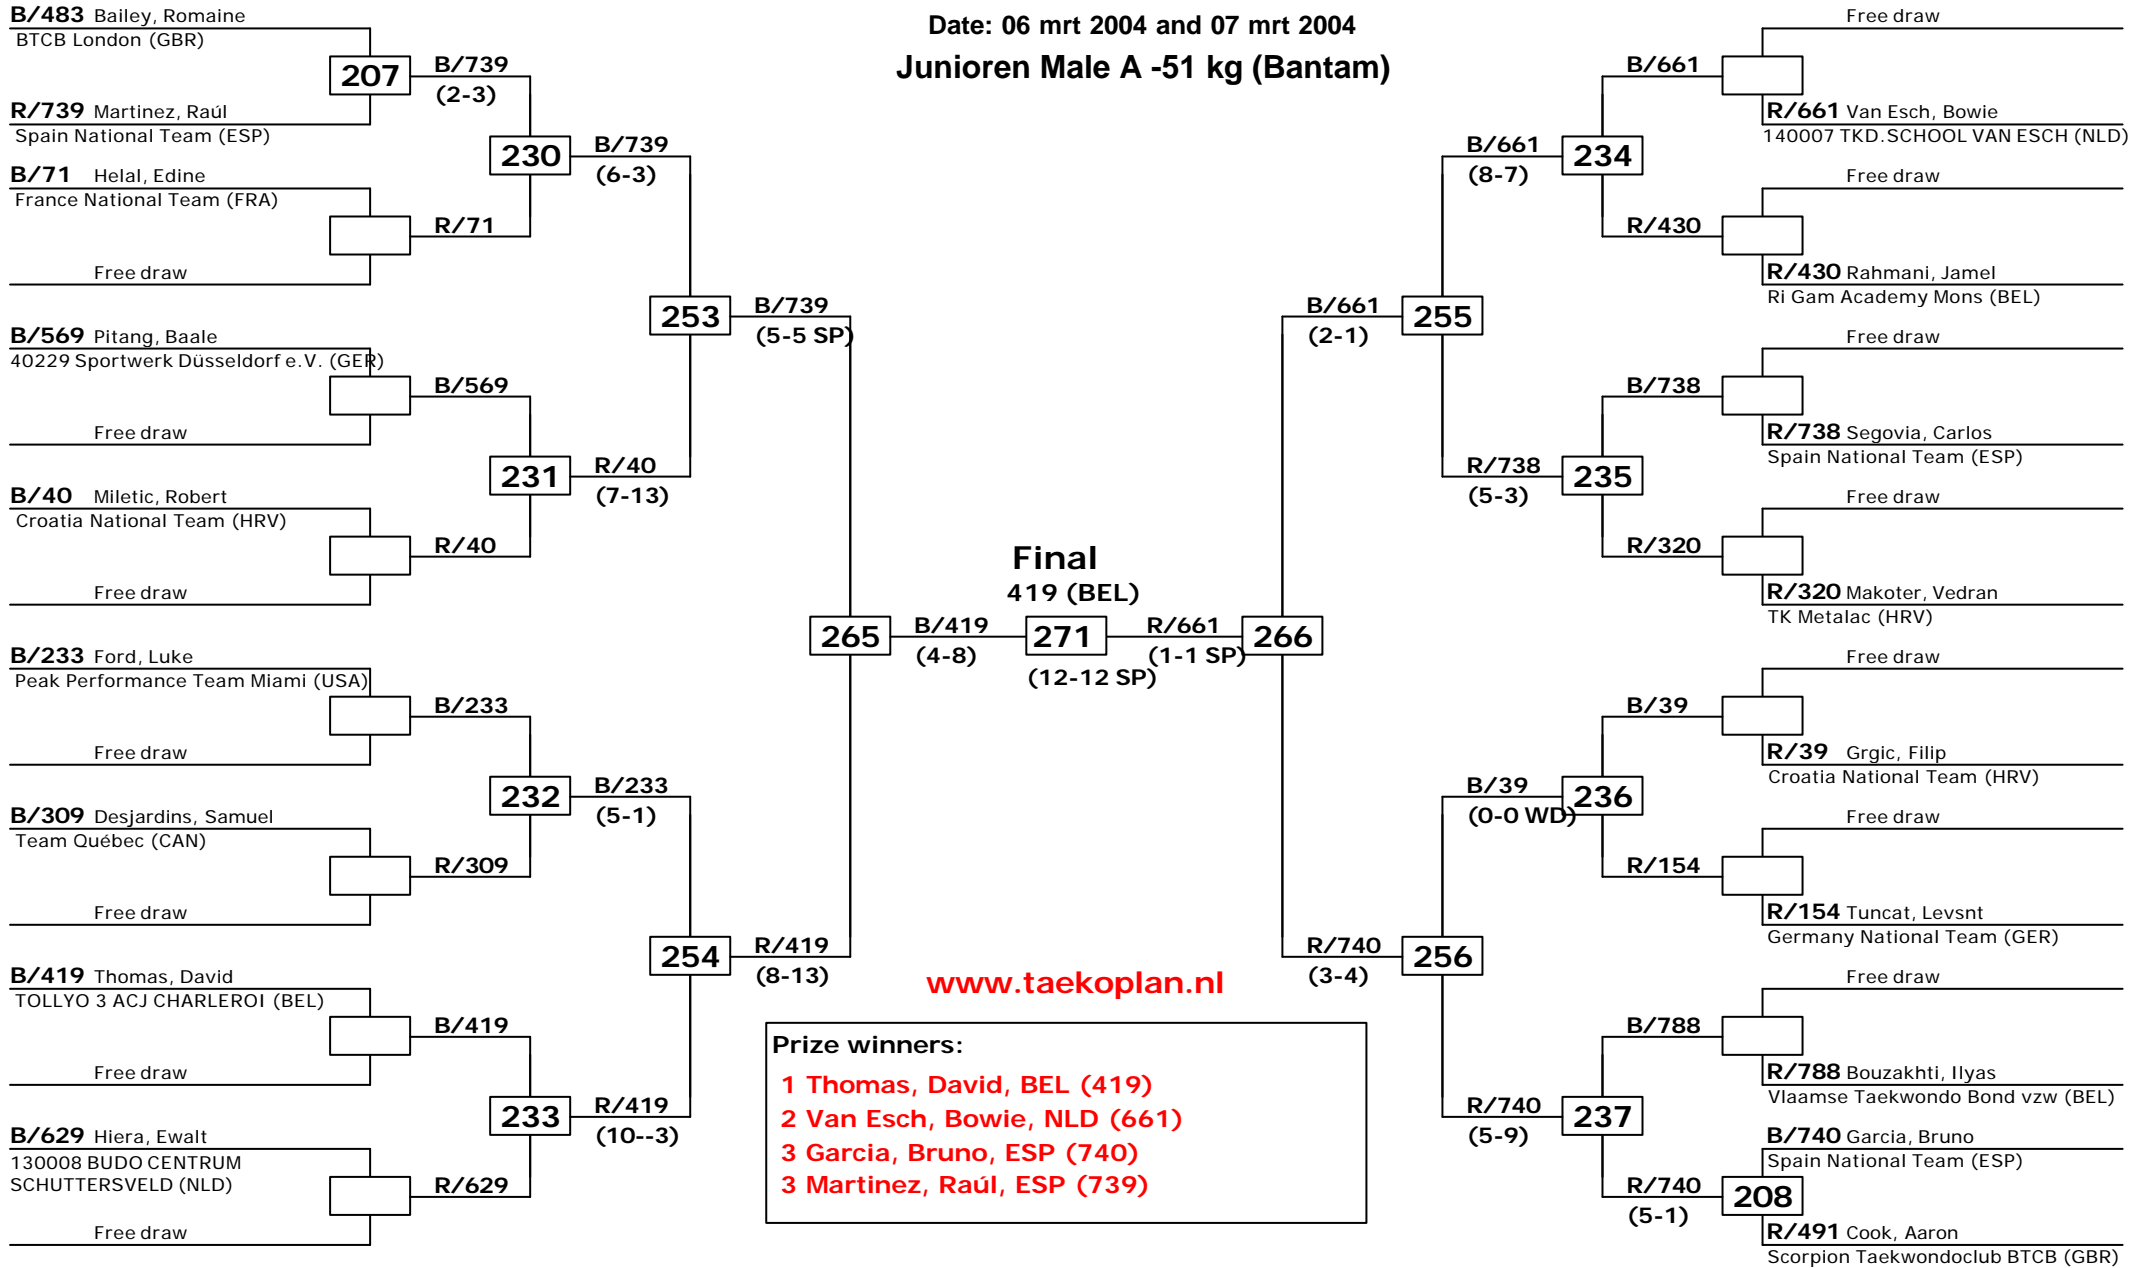 Date: 06 mrt 2004 and 07 mrt 2004
Junioren Male A -51 kg (Bantam)
B/483 Bailey, Romaine
BTCB London (GBR)
207
B/739
(2-3)
R/739 Martinez, Raúl
Spain National Team (ESP)
230
B/739
(6-3)
B/71 Helal, Edine
France National Team (FRA)
R/71
Free draw
253
B/739
(5-5 SP)
B/569 Pitang, Baale
40229 Sportwerk Düsseldorf e.V. (GER)
B/569
Free draw
231
R/40
(7-13)
B/40 Miletic, Robert
Croatia National Team (HRV)
R/40
Free draw
265
B/419
(4-8)
B/233 Ford, Luke
Peak Performance Team Miami (USA)
B/233
Free draw
232
B/233
(5-1)
B/309 Desjardins, Samuel
Team Québec (CAN)
R/309
Free draw
254
R/419
(8-13)
B/419 Thomas, David
TOLLYO 3 ACJ CHARLEROI (BEL)
B/419
Free draw
233
R/419
(10--3)
B/629 Hiera, Ewalt
130008 BUDO CENTRUM
SCHUTTERSVELD (NLD)
R/629
Free draw
Final
419 (BEL)
271
(12-12 SP)
R/661
(1-1 SP)
266
Free draw
B/661
R/661 Van Esch, Bowie
140007 TKD.SCHOOL VAN ESCH (NLD)
B/661
(8-7)
234
Free draw
R/430
R/430 Rahmani, Jamel
Ri Gam Academy Mons (BEL)
B/661
(2-1)
255
Free draw
B/738
R/738 Segovia, Carlos
Spain National Team (ESP)
R/738
(5-3)
235
Free draw
R/320
R/320 Makoter, Vedran
TK Metalac (HRV)
Free draw
B/39
R/39 Grgic, Filip
Croatia National Team (HRV)
B/39
(0-0 WD)
236
Free draw
R/154
R/154 Tuncat, Levsnt
Germany National Team (GER)
R/740
(3-4)
256
Free draw
B/788
R/788 Bouzakhti, Ilyas
Vlaamse Taekwondo Bond vzw (BEL)
R/740
(5-9)
237
B/740 Garcia, Bruno
Spain National Team (ESP)
R/740
(5-1)
208
R/491 Cook, Aaron
Scorpion Taekwondoclub BTCB (GBR)
www.taekoplan.nl
Prize winners:
1 Thomas, David, BEL (419)
2 Van Esch, Bowie, NLD (661)
3 Garcia, Bruno, ESP (740)
3 Martinez, Raúl, ESP (739)